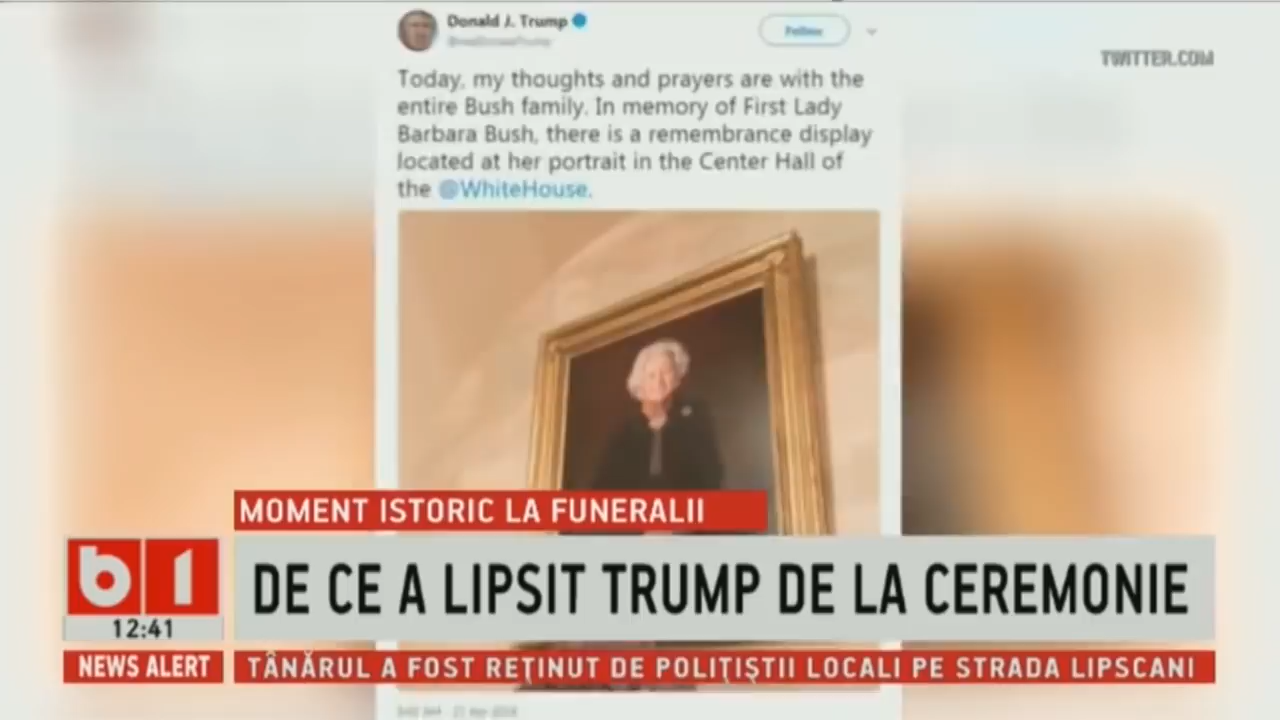 Donald J. Trump
Follow
TWITTER.COM
Today, my thoughts and prayers are with the
entire Bush family. In memory of First Lady
Barbara Bush, there is a remembrance display
located at her portrait in the Center Hall of
the @WhiteHouse.
MOMENT ISTORIC LA FUNERALII
b1
DE CE A LIPSIT TRUMP DE LA CEREMONIE
12:41
NEWS ALERT
TÂNĂRUL A FOST REŢINUT DE POLIŢIŞTII LOCALI PE STRADA LIPSCANI